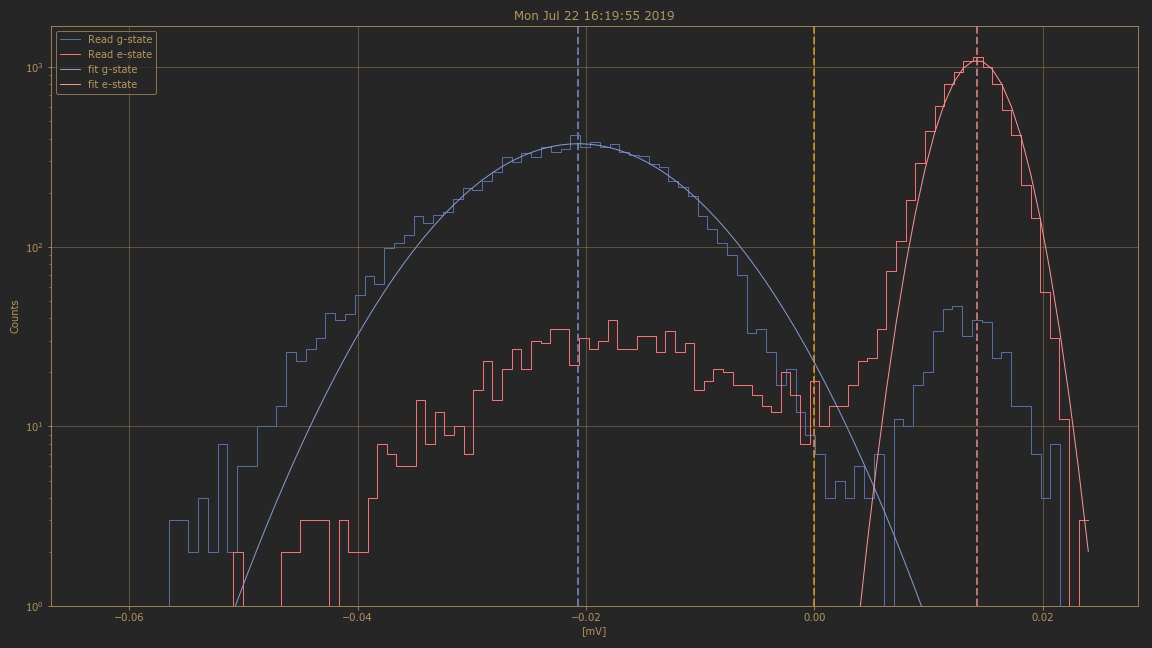 Mon Jul 22 16:19:55 2019
Read g-state
Read e-state
fit g-state
fit e-state
Counts
10³
10²
10¹
10⁰
−0.06
−0.04
−0.02
0.00
0.02
[mV]